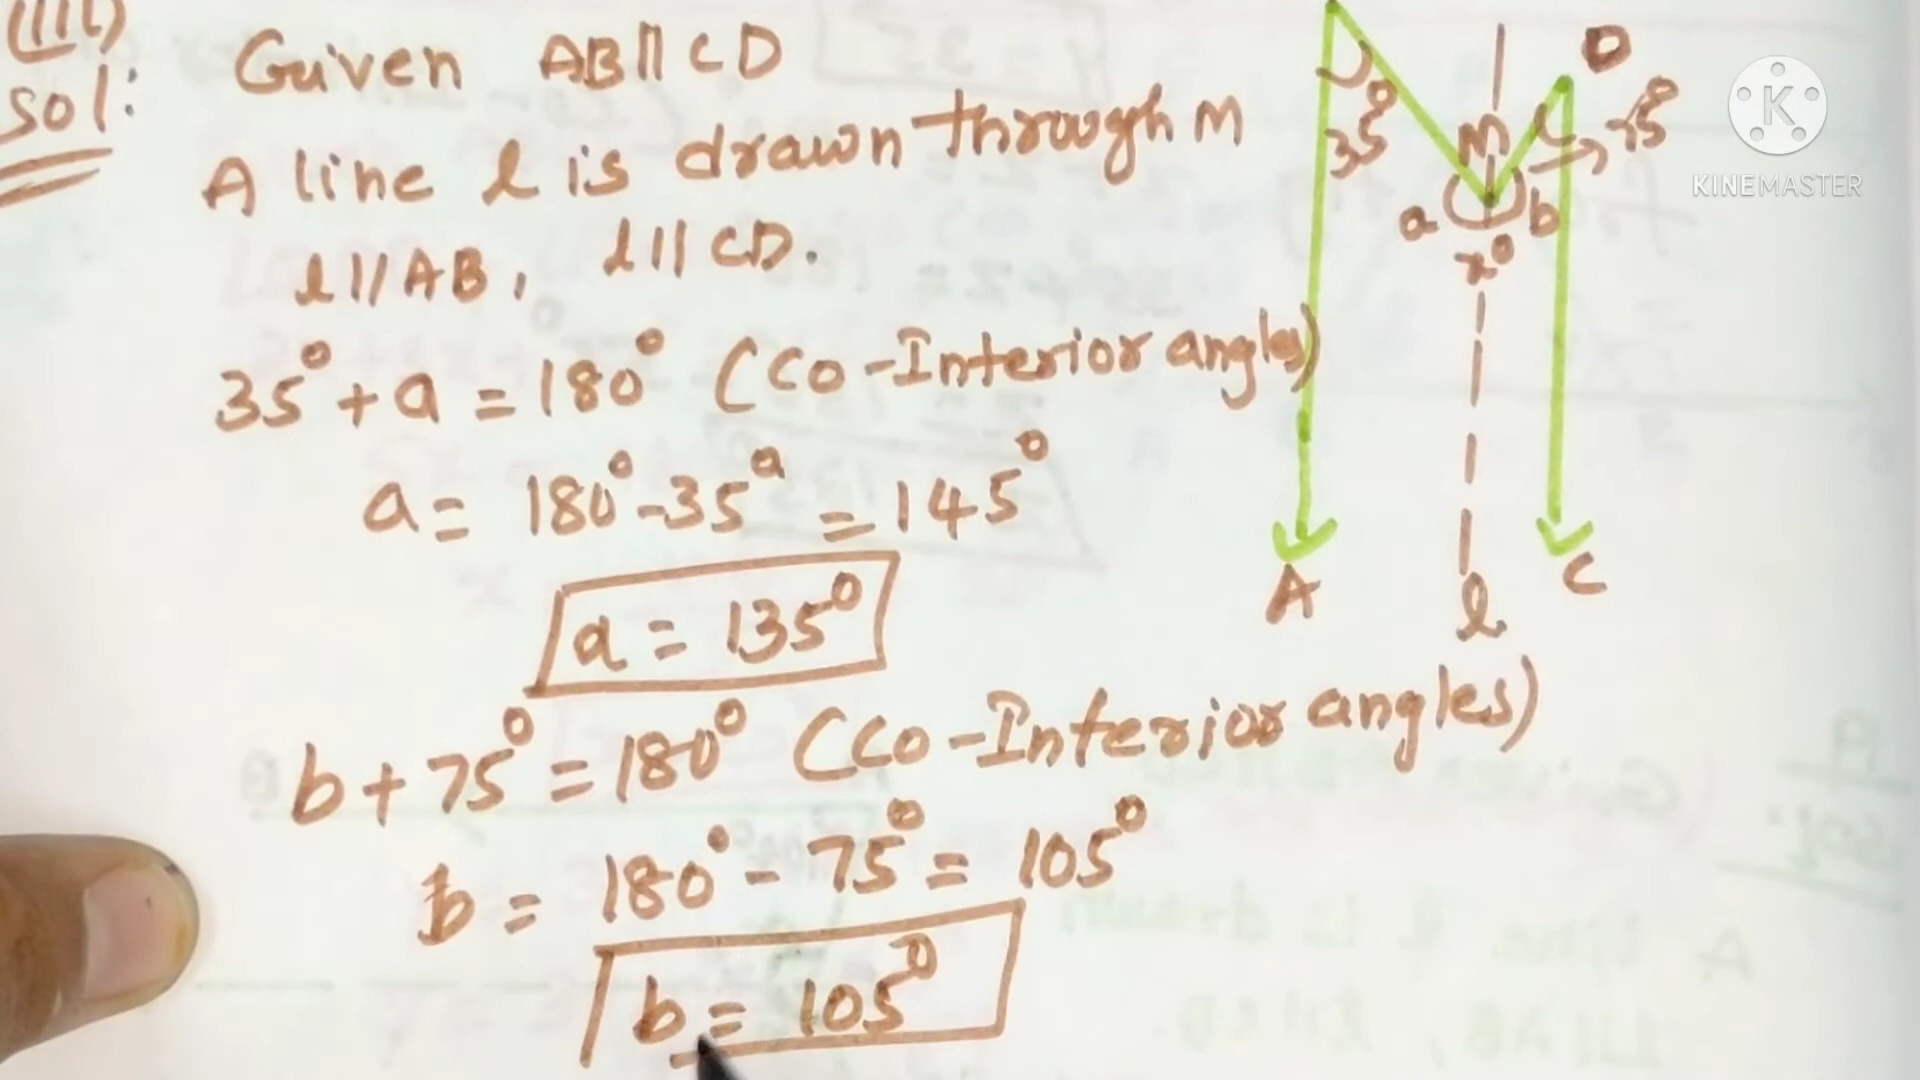 (iii)
Sol:
Given AB || CD
A line l is drawn through M
l // AB, l || CD.
35° + a = 180° (Co-Interior angles)
a = 180° - 35° = 145°
a = 135°
b + 75° = 180° (Co-Interior angles)
b = 180° - 75° = 105°
b = 105°
D
35°
M
75°
a
b
x°
A
l
C
K
KINEMASTER